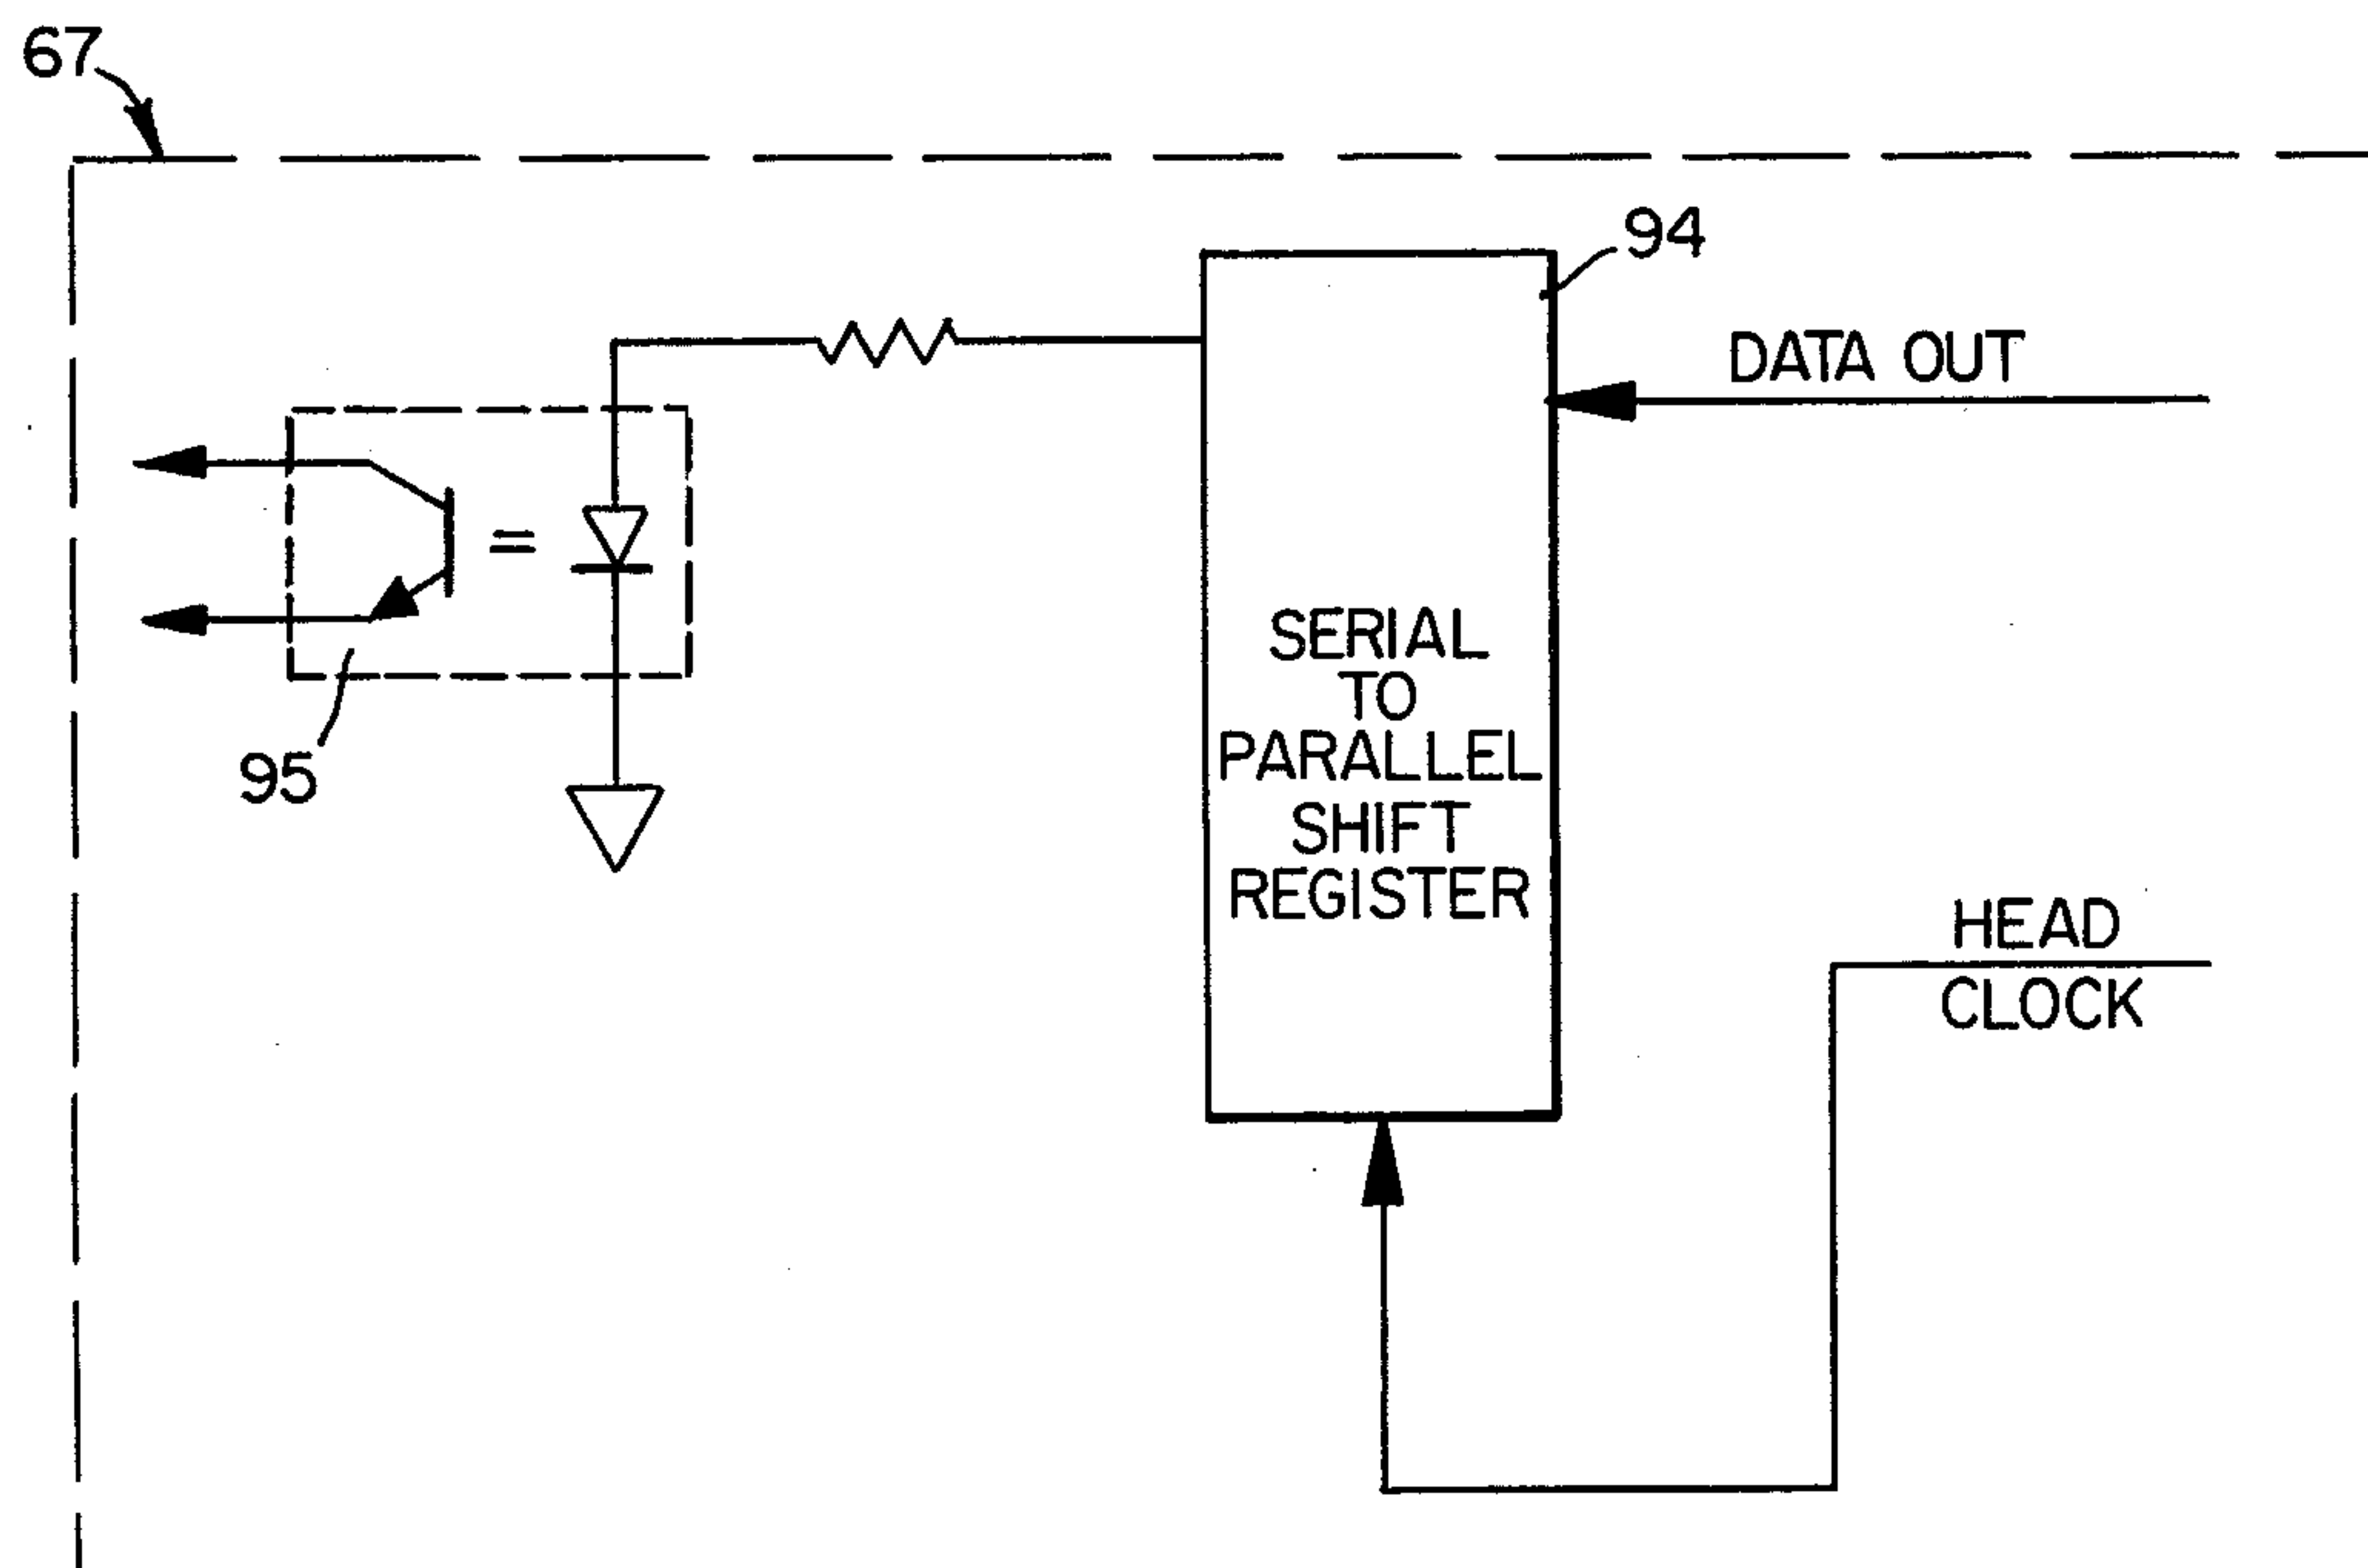 67
94
DATA OUT
SERIAL
TO
PARALLEL
SHIFT
REGISTER
95
HEAD
CLOCK